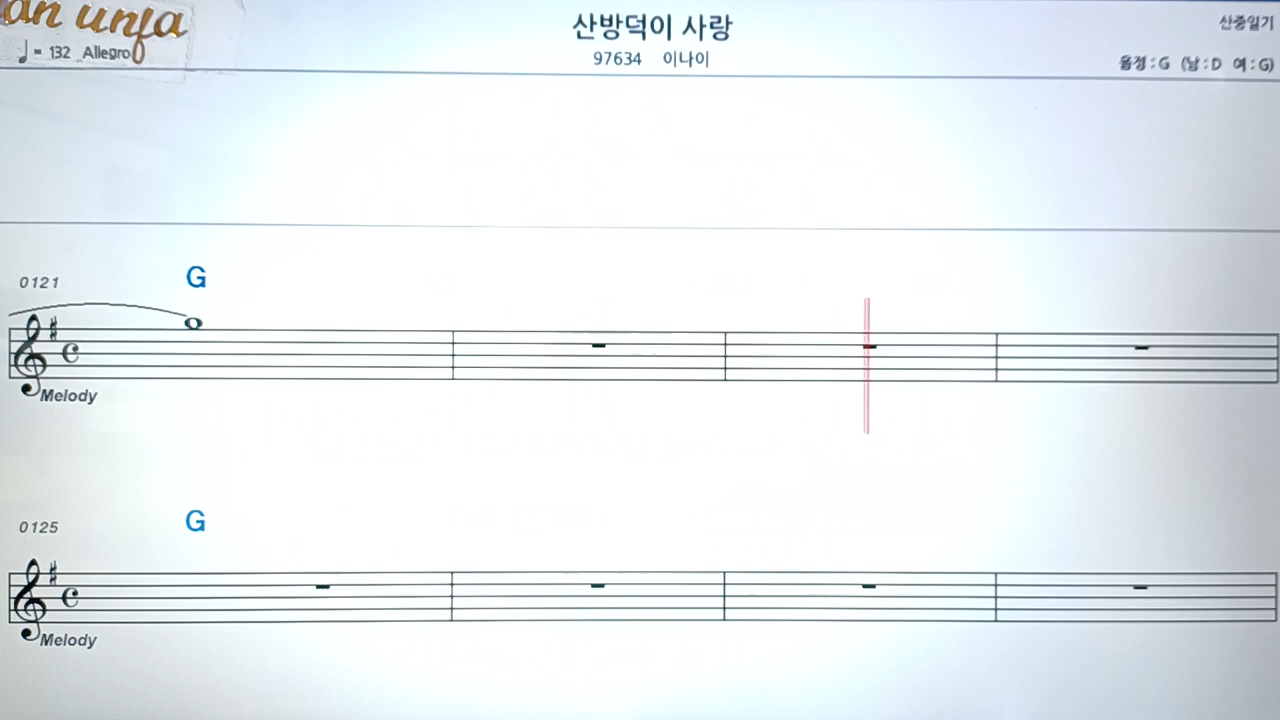 an unfa
♩ = 132 Allegro
산방덕이 사랑
97634 이나이
산중일기
음정 : G (남 : D 여 : G)
0121
G
Melody
0125
G
Melody